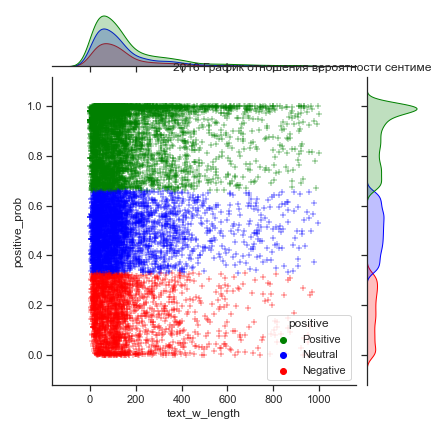 2016 График отношения вероятности сентиме
1.0
0.8
0.6
0.4
0.2
0.0
positive_prob
positive
Positive
Neutral
Negative
0 200 400 600 800 1000
text_w_length